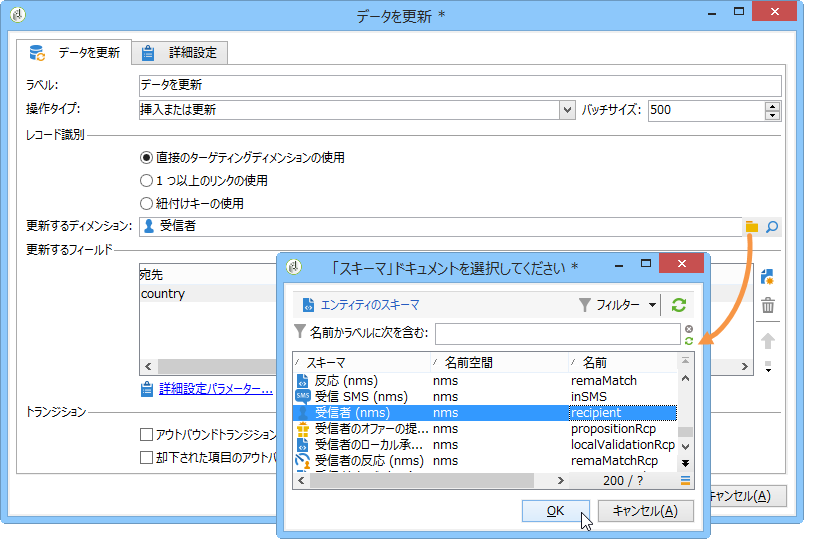 データを更新 *
データを更新 詳細設定
ラベル: データを更新
操作タイプ: 挿入または更新 バッチサイズ: 500
レコード識別
直接のターゲティングディメンションの使用
1 つ以上のリンクの使用
紐付けキーの使用
更新するディメンション: 受信者
更新するフィールド
宛先
country
詳細設定パラメーター...
トランジション
アウトバウンドトランジション
却下された項目のアウトバ
「スキーマ」ドキュメントを選択してください *
エンティティのスキーマ フィルター
名前かラベルに次を含む:
スキーマ 名前空間 名前
反応 (nms) nms remaMatch
SMS 受信 SMS (nms) nms inSMS
受信者 (nms) nms recipient
受信者のオファーの提... nms propositionRcp
受信者のローカル承... nms localValidationRcp
受信者の反応 (nms) nms remaMatchRcp
200 / ?
OK キャンセル(A)
キャンセル(A)